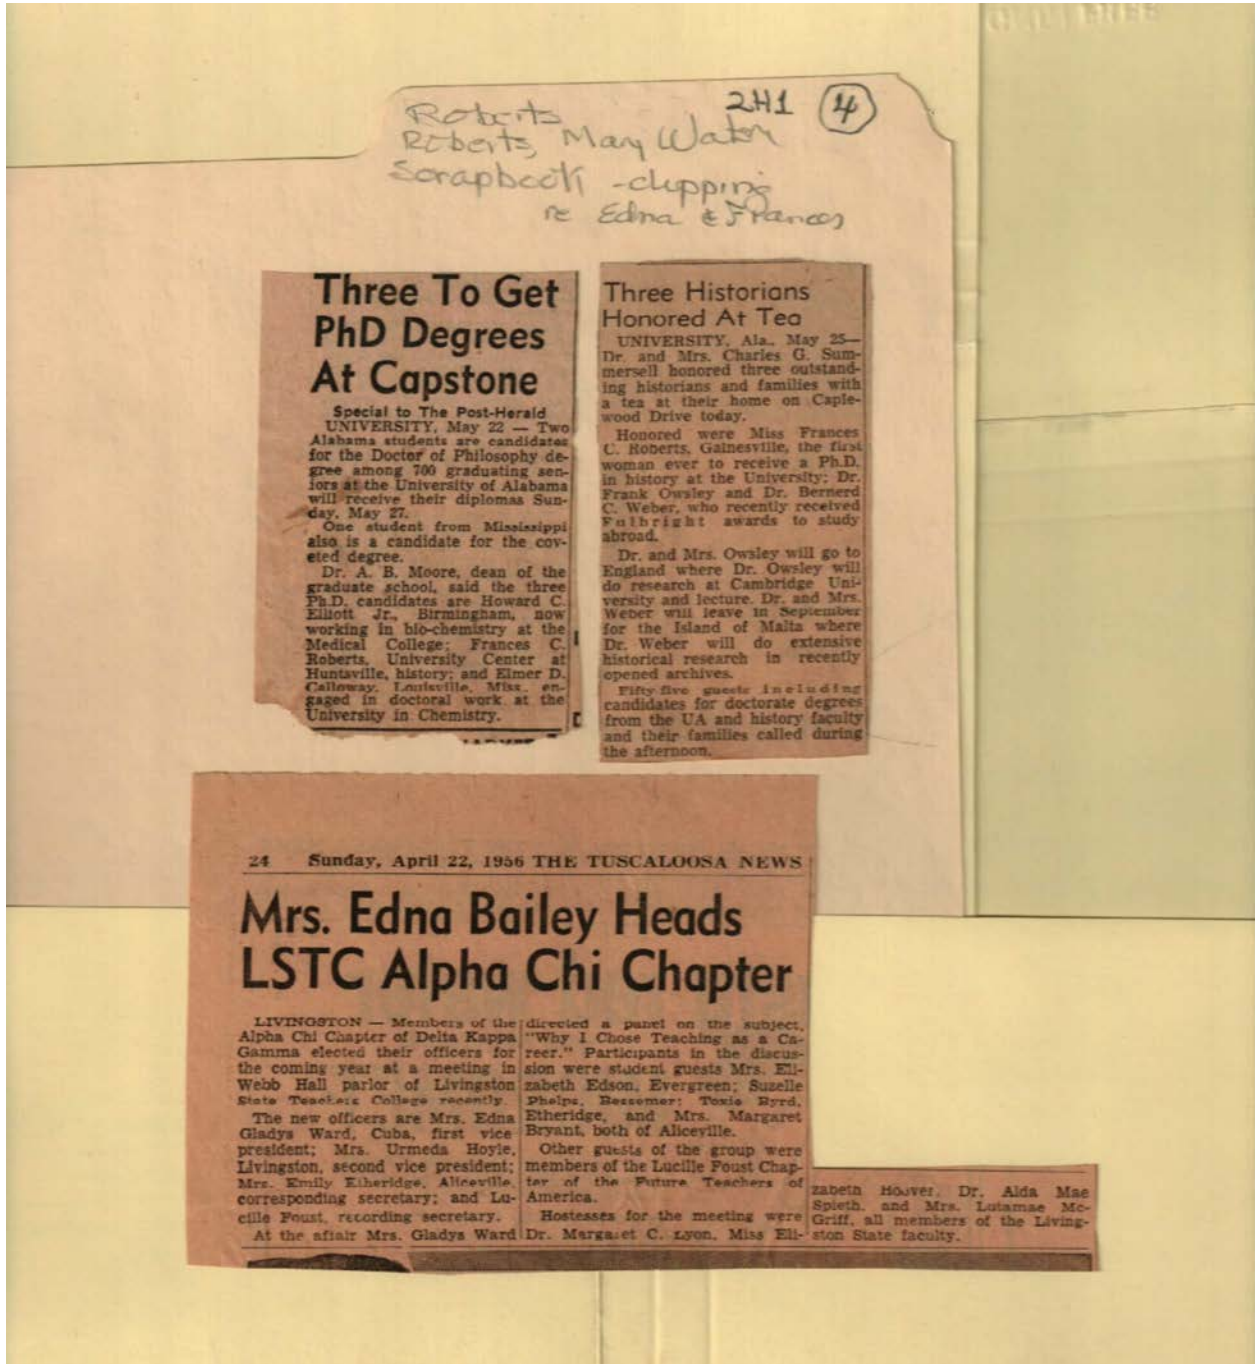 2H1 (4)
Roberts
Roberts, Mary Watson
Scrapbook - clipping
re Edna & Frances
Three To Get
PhD Degrees
At Capstone
Special to The Post-Herald
UNIVERSITY, May 22 — Two
Alabama students are candidates
for the Doctor of Philosophy de-
gree among 700 graduating sen-
iors at the University of Alabama
will receive their diplomas Sun-
day, May 27.
One student from Mississippi
also is a candidate for the cov-
eted degree.
Dr. A. B. Moore, dean of the
graduate school, said the three
Ph.D. candidates are Howard C.
Elliott Jr., Birmingham, now
working in bio-chemistry at the
Medical College; Frances C.
Roberts, University Center at
Huntsville, history; and Elmer D.
Calloway, Louisville, Miss. en-
gaged in doctoral work at the
University in Chemistry.
Three Historians
Honored At Tea
UNIVERSITY, Ala., May 25—
Dr. and Mrs. Charles G. Sum-
mersell honored three outstand-
ing historians and families with
a tea at their home on Caple-
wood Drive today.
Honored were Miss Frances
C. Roberts, Gainesville, the first
woman ever to receive a Ph.D.
in history at the University; Dr.
Frank Owsley and Dr. Bernerd
C. Weber, who recently received
Fulbright awards to study
abroad.
Dr. and Mrs. Owsley will go to
England where Dr. Owsley will
do research at Cambridge Uni-
versity and lecture. Dr. and Mrs.
Weber will leave in September
for the Island of Malta where
Dr. Weber will do extensive
historical research in recently
opened archives.
Fifty five guests including
candidates for doctorate degrees
from the UA and history faculty
and their families called during
the afternoon.
24 Sunday, April 22, 1956 THE TUSCALOOSA NEWS
Mrs. Edna Bailey Heads
LSTC Alpha Chi Chapter
LIVINGSTON — Members of the
Alpha Chi Chapter of Delta Kappa
Gamma elected their officers for
the coming year at a meeting in
Webb Hall parlor of Livingston
State Teachers College recently.
The new officers are Mrs. Edna
Gladys Ward, Cuba, first vice
president; Mrs. Urmeda Hoyle,
Livingston, second vice president;
Mrs. Emily Etheridge, Aliceville,
corresponding secretary; and Lu-
cille Foust, recording secretary.
At the affair Mrs. Gladys Ward
directed a panel on the subject,
"Why I Chose Teaching as a Ca-
reer." Participants in the discus-
sion were student guests Mrs. Eli-
zabeth Edson, Evergreen; Suzelle
Phelps, Bessemer; Toxie Byrd,
Etheridge, and Mrs. Margaret
Bryant, both of Aliceville.
Other guests of the group were
members of the Lucille Foust Chap-
ter of the Future Teachers of
America.
Hostesses for the meeting were
Dr. Margaret C. Lyon, Miss Eli-
zabeth Hoover, Dr. Alda Mae
Spieth, and Mrs. Lutamae Mc-
Griff, all members of the Living-
ston State faculty.